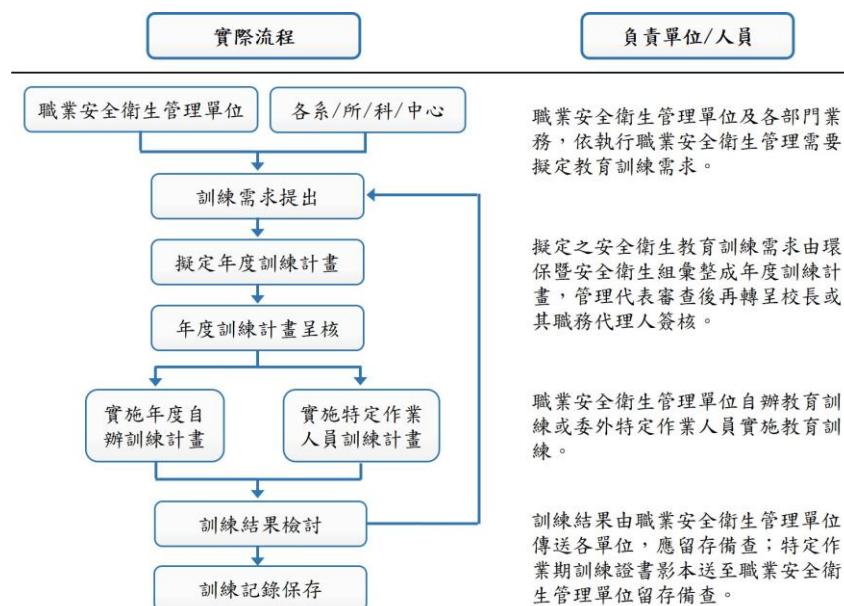 實際流程
負責單位/人員
職業安全衛生管理單位
各系/所/科/中心
職業安全衛生管理單位及各部門業
務，依執行職業安全衛生管理需要
擬定教育訓練需求。
訓練需求提出
擬定年度訓練計畫
擬定之安全衛生教育訓練需求由環
保暨安全衛生組彙整成年度訓練計
畫，管理代表審查後再轉呈校長或
其職務代理人簽核。
年度訓練計畫呈核
實施年度自
辦訓練計畫
實施特定作業
人員訓練計畫
職業安全衛生管理單位自辦教育訓
練或委外特定作業人員實施教育訓
練。
訓練結果檢討
訓練記錄保存
訓練結果由職業安全衛生管理單位
傳送各單位，應留存備查；特定作
業期訓練證書影本送至職業安全衛
生管理單位留存備查。